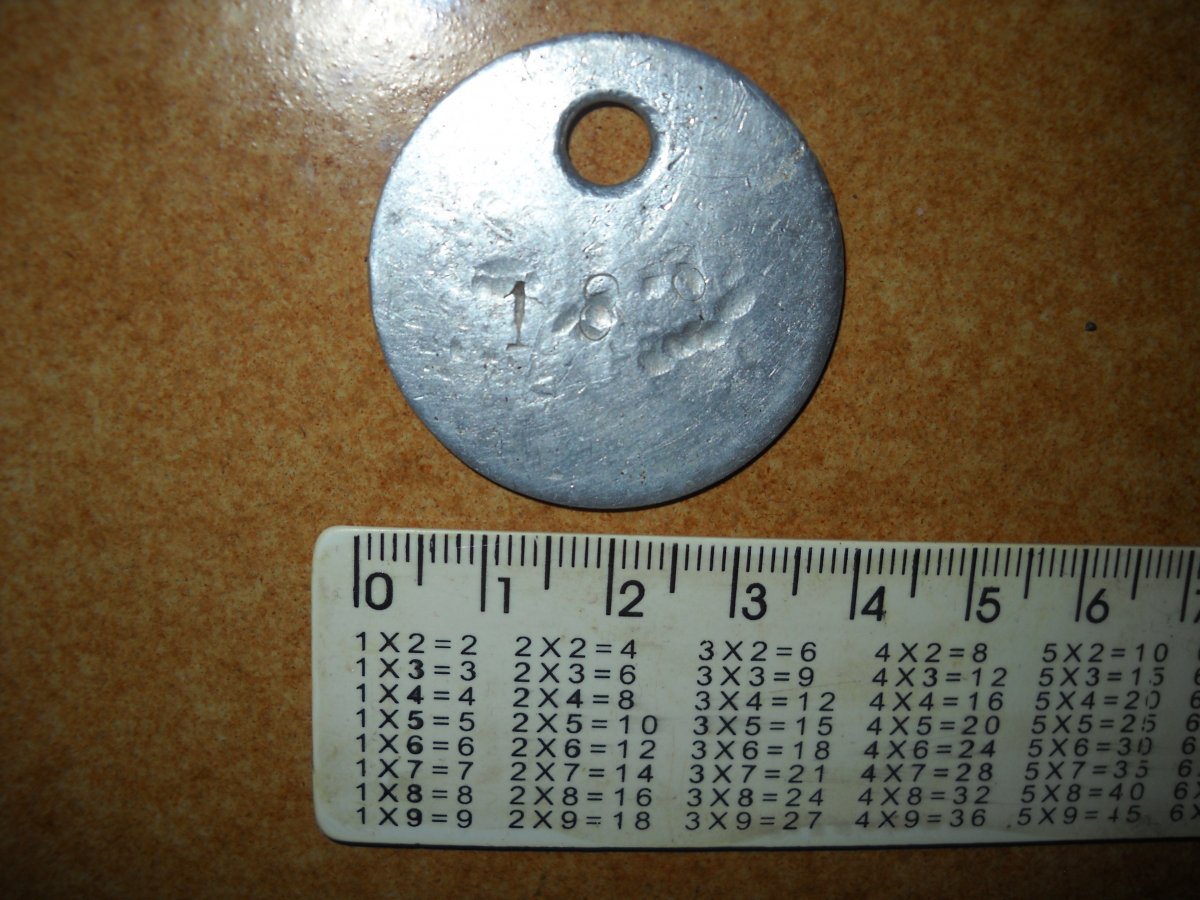 18
0 1 2 3 4 5 6
1X2=2 2X2=4 3X2=6 4X2=8 5X2=10
1X3=3 2X3=6 3X3=9 4X3=12 5X3=15
1X4=4 2X4=8 3X4=12 4X4=16 5X4=20
1X5=5 2X5=10 3X5=15 4X5=20 5X5=25
1X6=6 2X6=12 3X6=18 4X6=24 5X6=30
1X7=7 2X7=14 3X7=21 4X7=28 5X7=35
1X8=8 2X8=16 3X8=24 4X8=32 5X8=40
1X9=9 2X9=18 3X9=27 4X9=36 5X9=45